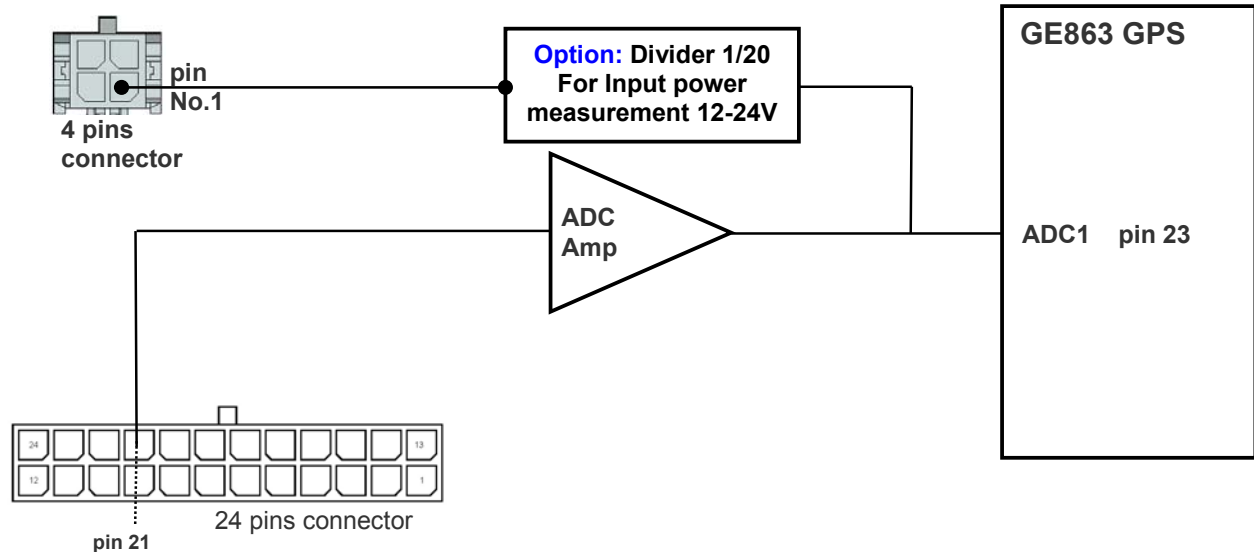 pin
No.1
4 pins
connector
Option: Divider 1/20
For Input power
measurement 12-24V
GE863 GPS
ADC
Amp
ADC1 pin 23
24
13
12
1
24 pins connector
pin 21